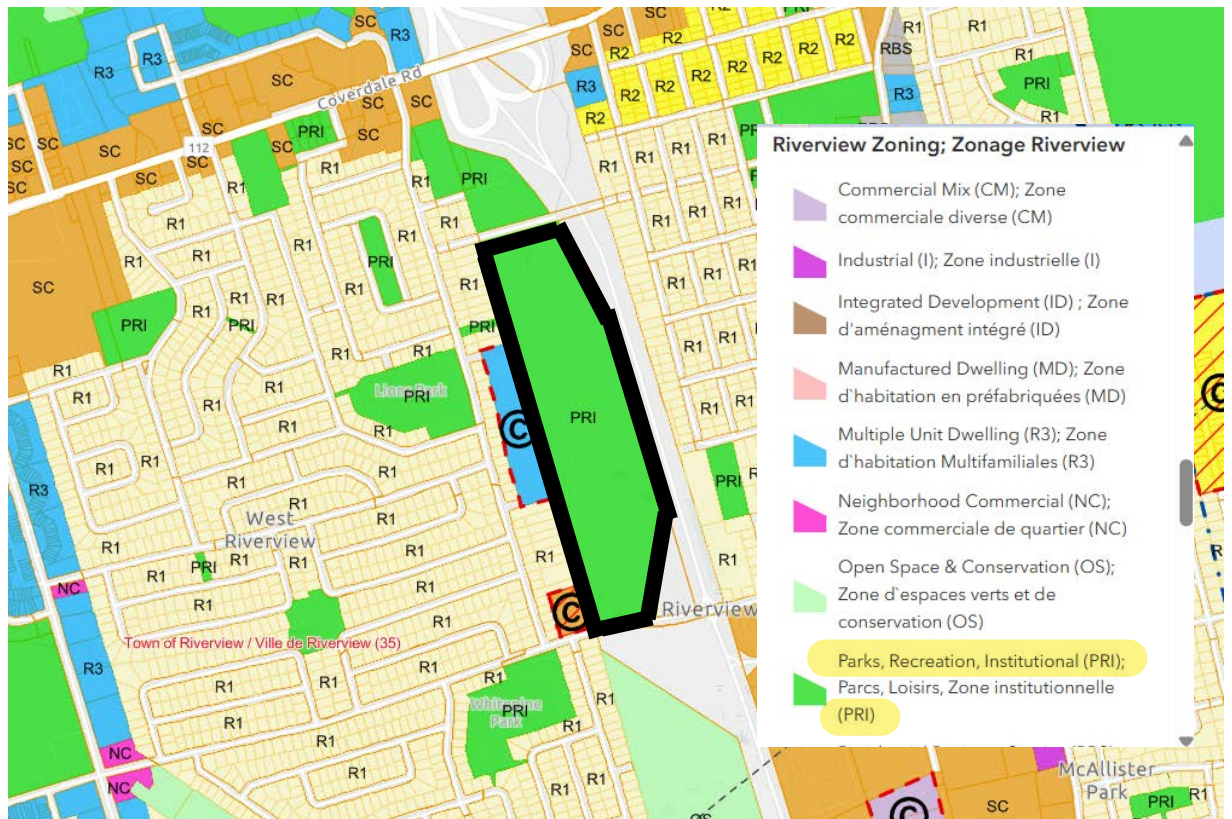 Riverview Zoning; Zonage Riverview
Commercial Mix (CM); Zone
commerciale diverse (CM)
Industrial (I); Zone industrielle (I)
Integrated Development (ID) ; Zone
d`aménagment intégré (ID)
Manufactured Dwelling (MD); Zone
d`habitation en préfabriquées (MD)
Multiple Unit Dwelling (R3); Zone
d`habitation Multifamiliales (R3)
Neighborhood Commercial (NC);
Zone commerciale de quartier (NC)
Open Space & Conservation (OS);
Zone d`espaces verts et de
conservation (OS)
Parks, Recreation, Institutional (PRI);
Parcs, Loisirs, Zone institutionnelle
(PRI)
Coverdale Rd
112
SC
R3
R2
RBS
R1
PRI
Lions Park
West
Riverview
NC
Town of Riverview / Ville de Riverview (35)
Riverview
Whitepine
Park
OS
McAllister
Park
©